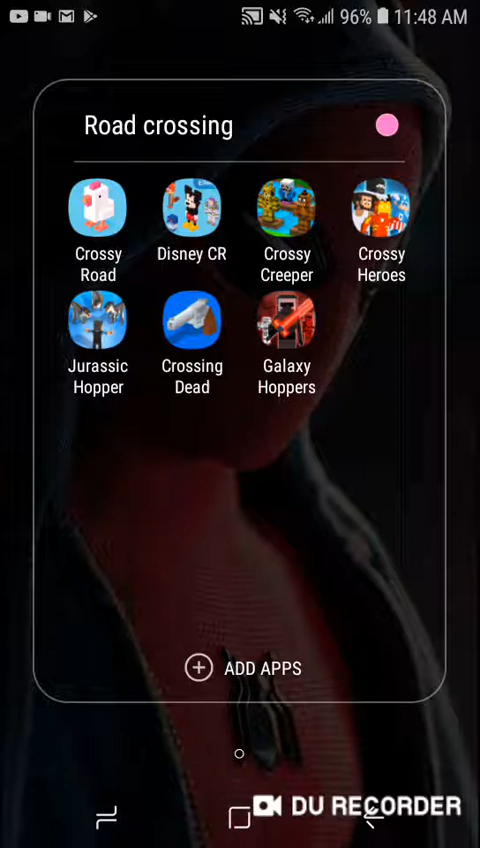 96% 11:48 AM
Road crossing
Crossy Road
Disney CR
Crossy Creeper
Crossy Heroes
Jurassic Hopper
Crossing Dead
Galaxy Hoppers
ADD APPS
DU RECORDER